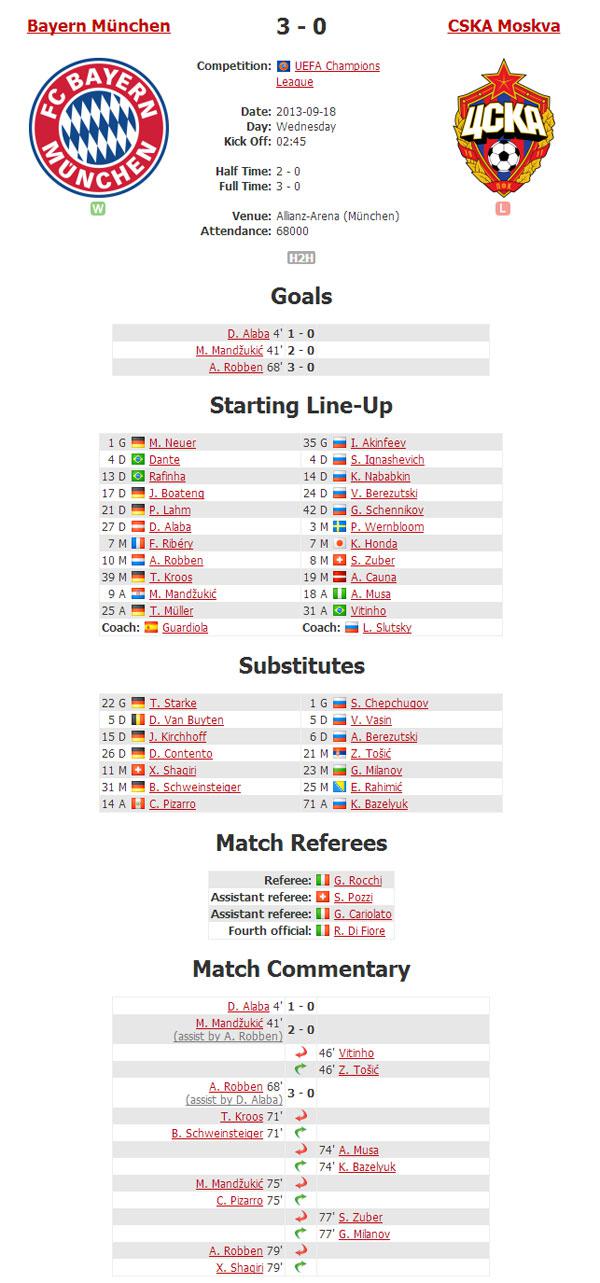 Bayern München 3 - 0 CSKA Moskva
FC BAYERN
MÜNCHEN
ЦСКА
ПФК
Competition: UEFA Champions
League
Date: 2013-09-18
Day: Wednesday
Kick Off: 02:45
Half Time: 2 - 0
Full Time: 3 - 0
W
L
Venue: Allianz-Arena (München)
Attendance: 68000
H2H
Goals
D. Alaba 4' 1 - 0
M. Mandžukić 41' 2 - 0
A. Robben 68' 3 - 0
Starting Line-Up
1 G M. Neuer 35 G I. Akinfeev
4 D Dante 4 D S. Ignashevich
13 D Rafinha 14 D K. Nababkin
17 D J. Boateng 24 D V. Berezutski
21 D P. Lahm 42 D G. Schennikov
27 D D. Alaba 3 M P. Wernbloom
7 M F. Ribéry 7 M K. Honda
10 M A. Robben 8 M S. Zuber
39 M T. Kroos 19 M A. Cauna
9 A M. Mandžukić 18 A A. Musa
25 A T. Müller 31 A Vitinho
Coach: Guardiola Coach: L. Slutsky
Substitutes
22 G T. Starke 1 G S. Chepchugov
5 D D. Van Buyten 5 D V. Vasin
15 D J. Kirchhoff 6 D A. Berezutski
26 D D. Contento 21 M Z. Tošić
11 M X. Shaqiri 23 M G. Milanov
31 M B. Schweinsteiger 25 M E. Rahimić
14 A C. Pizarro 71 A K. Bazelyuk
Match Referees
Referee: G. Rocchi
Assistant referee: S. Pozzi
Assistant referee: G. Cariolato
Fourth official: R. Di Fiore
Match Commentary
D. Alaba 4' 1 - 0
M. Mandžukić 41' 2 - 0
(assist by A. Robben)
46' Vitinho
46' Z. Tošić
A. Robben 68' 3 - 0
(assist by D. Alaba)
T. Kroos 71'
B. Schweinsteiger 71'
74' A. Musa
74' K. Bazelyuk
M. Mandžukić 75'
C. Pizarro 75'
77' S. Zuber
77' G. Milanov
A. Robben 79'
X. Shaqiri 79'